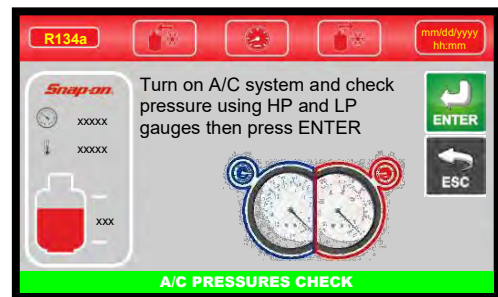 R134a
mm/dd/yyyy
hh:mm
Snap-on
xxxxx
xxxxx
xxx
Turn on A/C system and check
pressure using HP and LP
gauges then press ENTER
ENTER
ESC
A/C PRESSURES CHECK